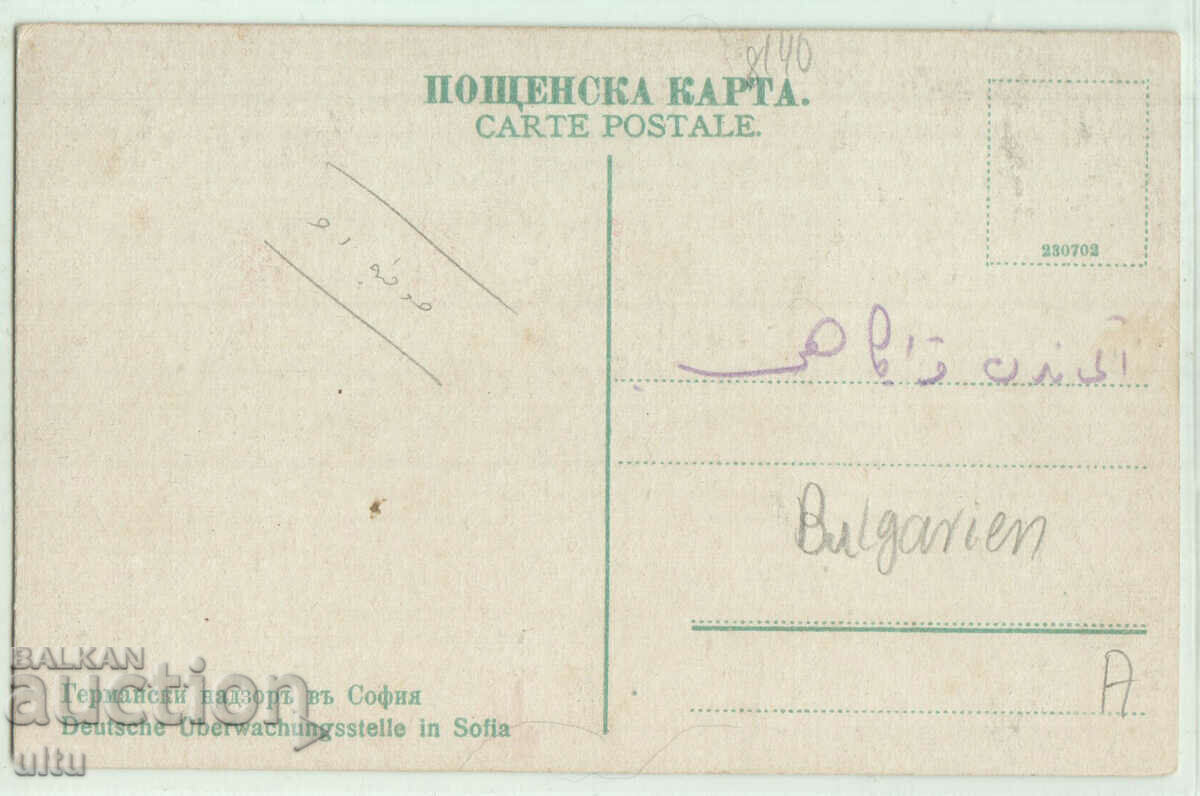 8140
ПОЩЕНСКА КАРТА.
CARTE POSTALE.
230702
Bulgarien
A
Германски надзоръ въ София
Deutsche Überwachungsstelle in Sofia
BALKAN
auction
ultu